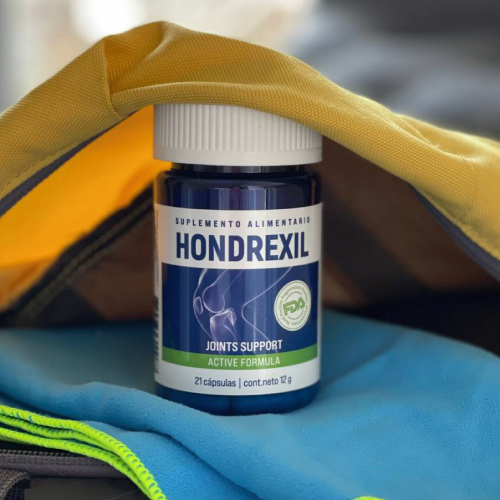 SUPLEMENTO ALIMENTARIO
HONDREXIL
FDA
JOINTS SUPPORT
ACTIVE FORMULA
21 cápsulas | cont.neto 12 g